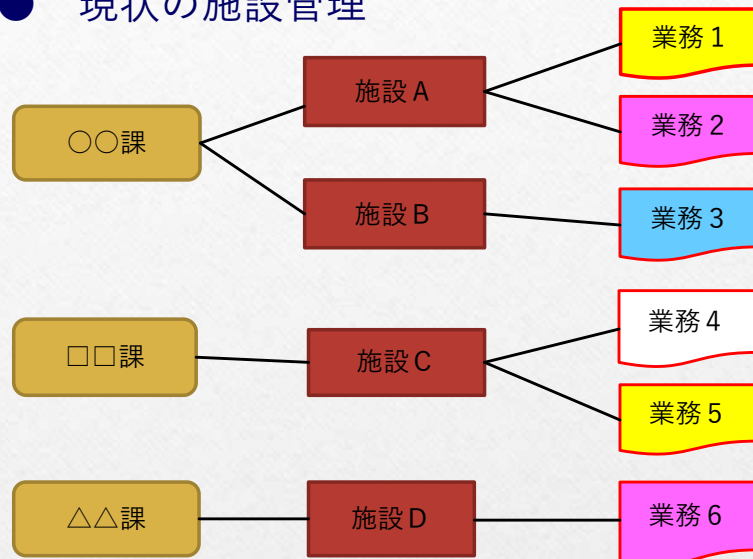 ● 現状の施設管理
施設A
業務1
○○課
業務2
施設B
業務3
□□課
施設C
業務4
業務5
△△課
施設D
業務6